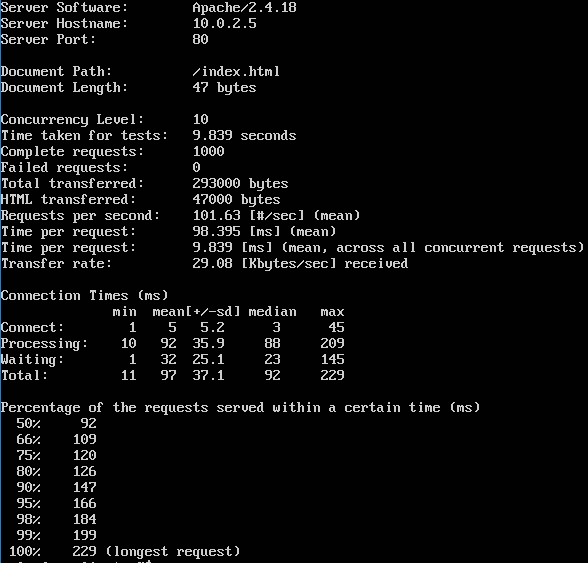 Server Software:        Apache/2.4.18
Server Hostname:        10.0.2.5
Server Port:            80

Document Path:          /index.html
Document Length:        47 bytes

Concurrency Level:      10
Time taken for tests:   9.839 seconds
Complete requests:      1000
Failed requests:        0
Total transferred:      293000 bytes
HTML transferred:       47000 bytes
Requests per second:    101.63 [#/sec] (mean)
Time per request:       98.395 [ms] (mean)
Time per request:       9.839 [ms] (mean, across all concurrent requests)
Transfer rate:          29.08 [Kbytes/sec] received

Connection Times (ms)
              min  mean[+/-sd] median   max
Connect:        1    5   5.2      3      45
Processing:    10   92  35.9     88     209
Waiting:        1   32  25.1     23     145
Total:         11   97  37.1     92     229

Percentage of the requests served within a certain time (ms)
  50%     92
  66%    109
  75%    120
  80%    126
  90%    147
  95%    166
  98%    184
  99%    199
 100%    229 (longest request)